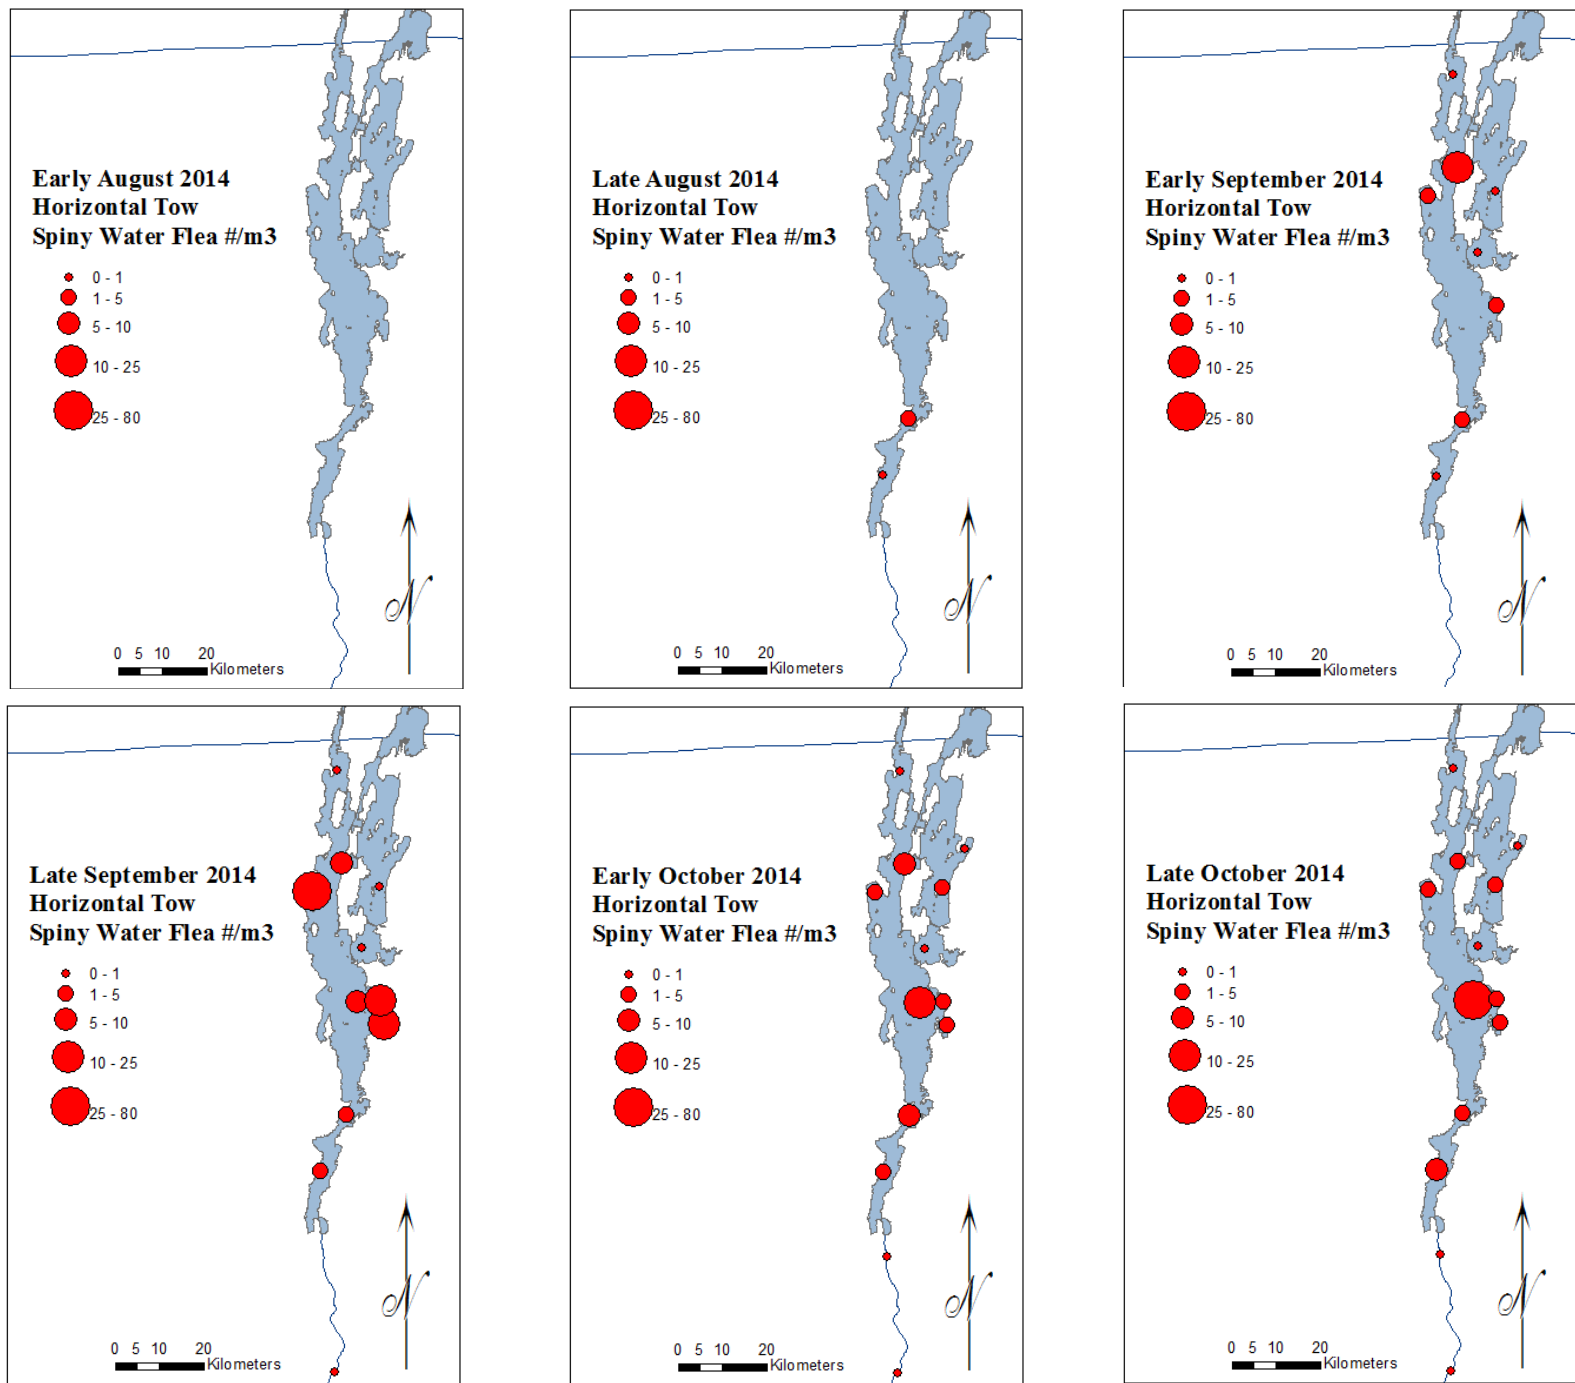 Early August 2014
Horizontal Tow
Spiny Water Flea #/m3
0 - 1
1 - 5
5 - 10
10 - 25
25 - 80
N
0 5 10 20
Kilometers
Late August 2014
Horizontal Tow
Spiny Water Flea #/m3
0 - 1
1 - 5
5 - 10
10 - 25
25 - 80
N
0 5 10 20
Kilometers
Early September 2014
Horizontal Tow
Spiny Water Flea #/m3
0 - 1
1 - 5
5 - 10
10 - 25
25 - 80
N
0 5 10 20
Kilometers
Late September 2014
Horizontal Tow
Spiny Water Flea #/m3
0 - 1
1 - 5
5 - 10
10 - 25
25 - 80
N
0 5 10 20
Kilometers
Early October 2014
Horizontal Tow
Spiny Water Flea #/m3
0 - 1
1 - 5
5 - 10
10 - 25
25 - 80
N
0 5 10 20
Kilometers
Late October 2014
Horizontal Tow
Spiny Water Flea #/m3
0 - 1
1 - 5
5 - 10
10 - 25
25 - 80
N
0 5 10 20
Kilometers